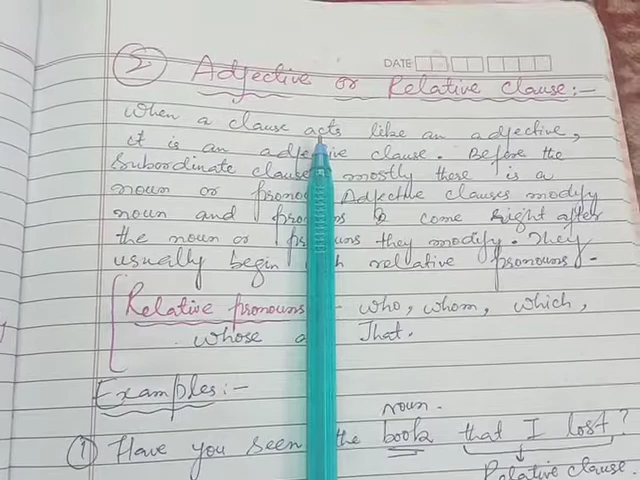 DATE
② Adjective or Relative Clause:-
When a clause acts like an adjective,
it is an adjective clause. Before the
Subordinate clause mostly there is a
noun or Adjective clauses modify
noun and come right after
the noun or they modify. They
usually begin relative pronouns.
Relative pronouns - who, whom, which,
whose That.
Examples:-
noun.
① Have you seen the book that I lost?
Relative clause.